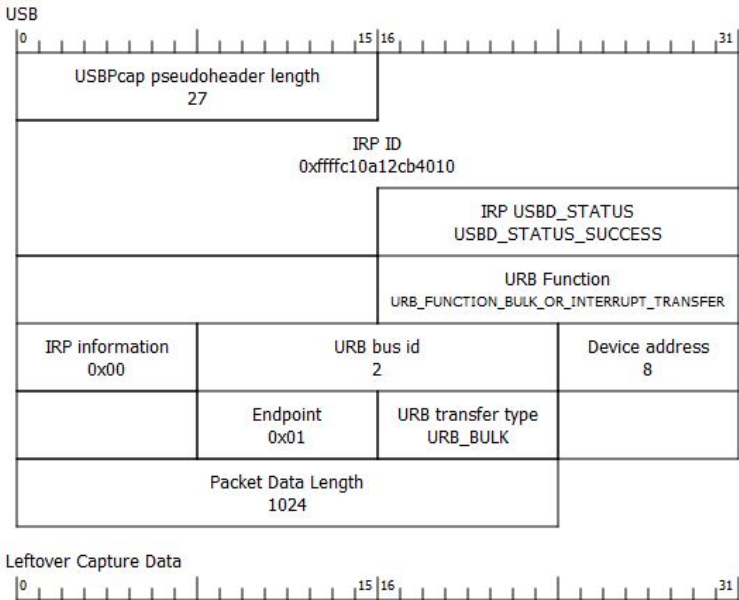 USB
0 15 16 31
USBPcap pseudoheader length
27
IRP ID
0xffffc10a12cb4010
IRP USBD_STATUS
USBD_STATUS_SUCCESS
URB Function
URB_FUNCTION_BULK_OR_INTERRUPT_TRANSFER
IRP information URB bus id Device address
0x00 2 8
Endpoint URB transfer type
0x01 URB_BULK
Packet Data Length
1024
Leftover Capture Data
0 15 16 31